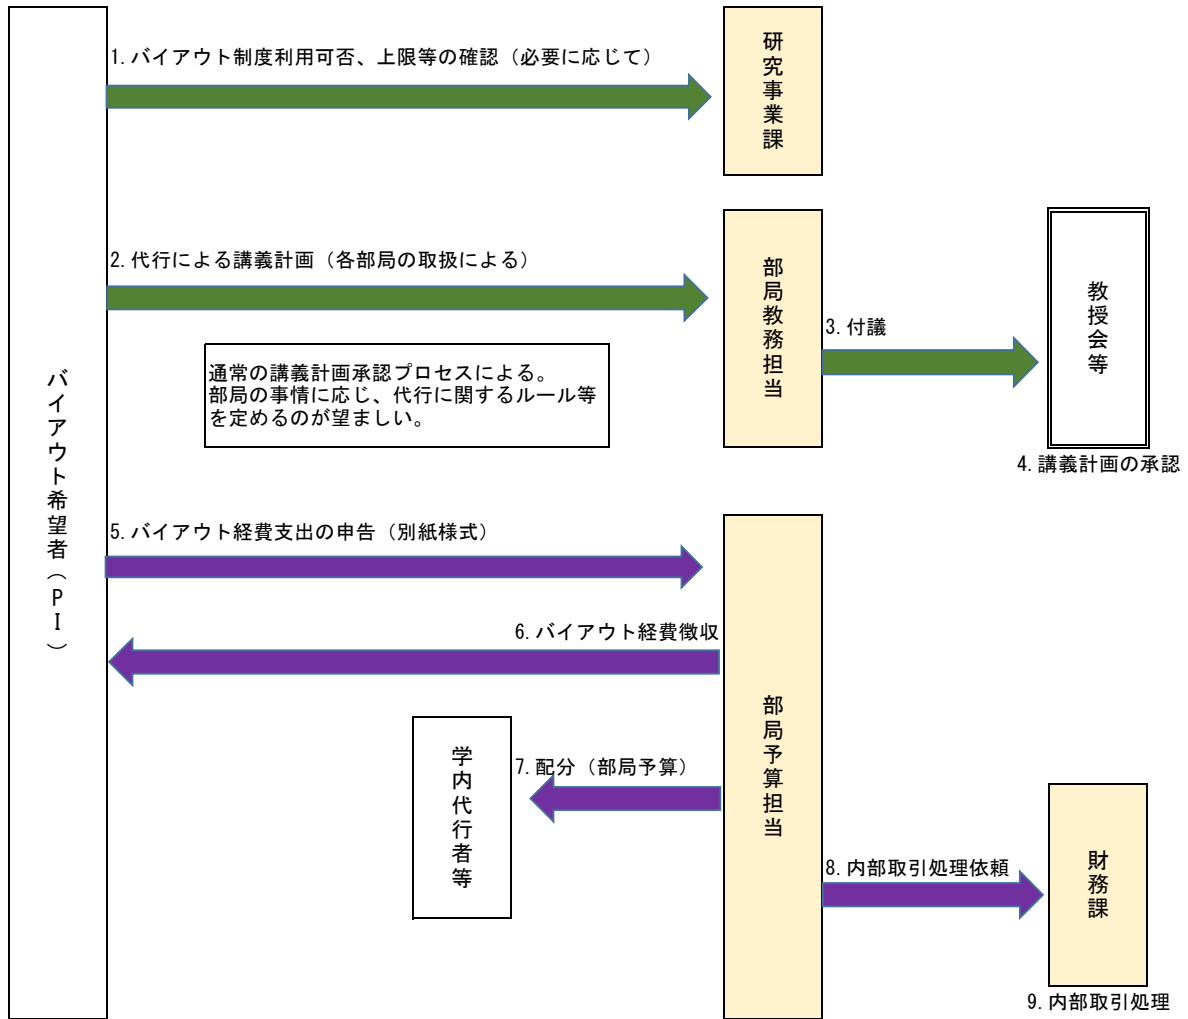 バイアウト希望者（PI）
1. バイアウト制度利用可否、上限等の確認（必要に応じて）
研究事業課
2. 代行による講義計画（各部局の取扱による）
部局教務担当
3. 付議
教授会等
4. 講義計画の承認
通常の講義計画承認プロセスによる。
部局の事情に応じ、代行に関するルール等
を定めるのが望ましい。
5. バイアウト経費支出の申告（別紙様式）
6. バイアウト経費徴収
部局予算担当
7. 配分（部局予算）
学内代行者等
8. 内部取引処理依頼
財務課
9. 内部取引処理